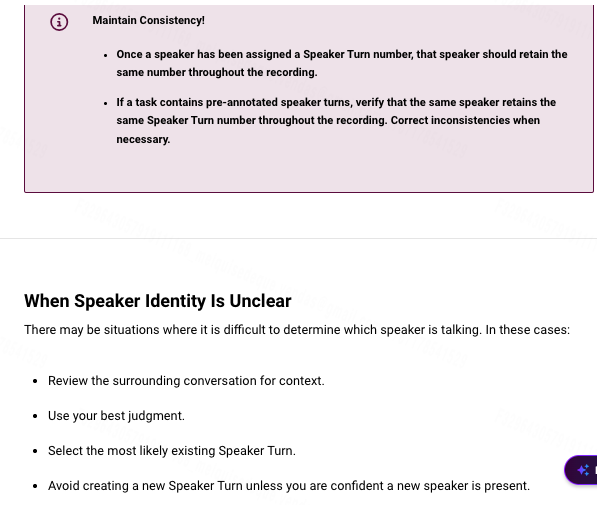 Maintain Consistency!
• Once a speaker has been assigned a Speaker Turn number, that speaker should retain the
same number throughout the recording.
• If a task contains pre-annotated speaker turns, verify that the same speaker retains the
same Speaker Turn number throughout the recording. Correct inconsistencies when
necessary.
When Speaker Identity Is Unclear
There may be situations where it is difficult to determine which speaker is talking. In these cases:
• Review the surrounding conversation for context.
• Use your best judgment.
• Select the most likely existing Speaker Turn.
• Avoid creating a new Speaker Turn unless you are confident a new speaker is present.